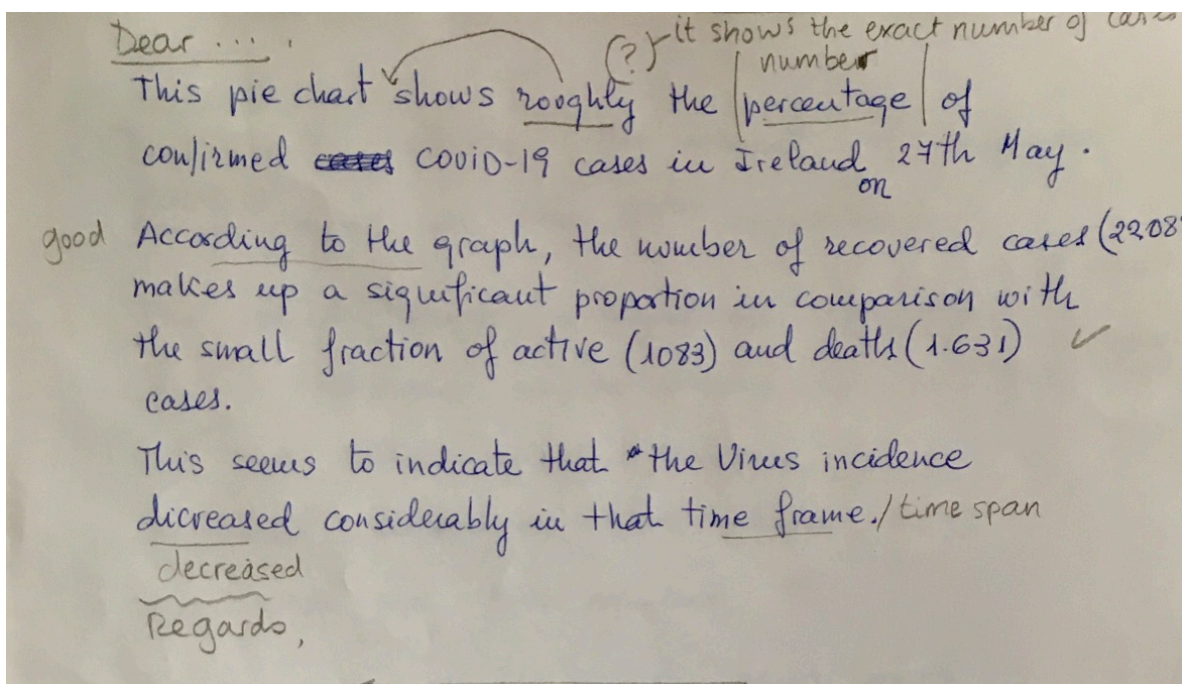 Dear ....
(?) it shows the exact number of cases
number
This pie chart shows roughly the percentage of
confirmed cases COVID-19 cases in Ireland 27th May.
on
good According to the graph, the number of recovered cases (22,08
makes up a significant proportion in comparison with
the small fraction of active (1083) and deaths (1.631)
cases.
This seems to indicate that the Virus incidence
dicreased considerably in that time frame./time span
decreased
Regards,